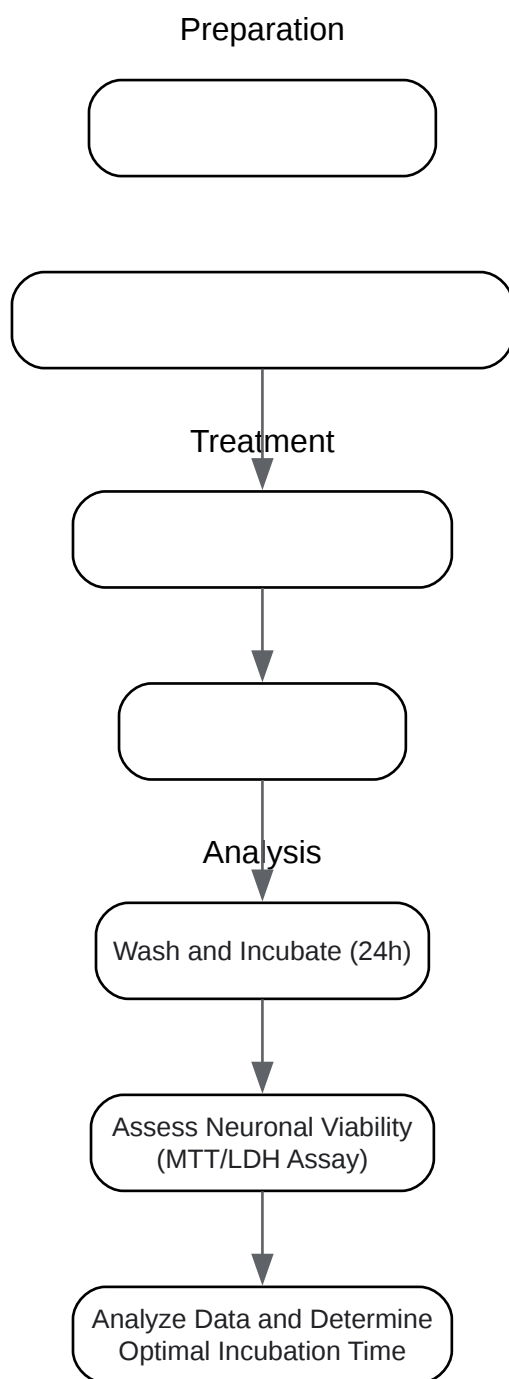 Preparation
Treatment
Analysis
Wash and Incubate (24h)
Assess Neuronal Viability
(MTT/LDH Assay)
Analyze Data and Determine
Optimal Incubation Time